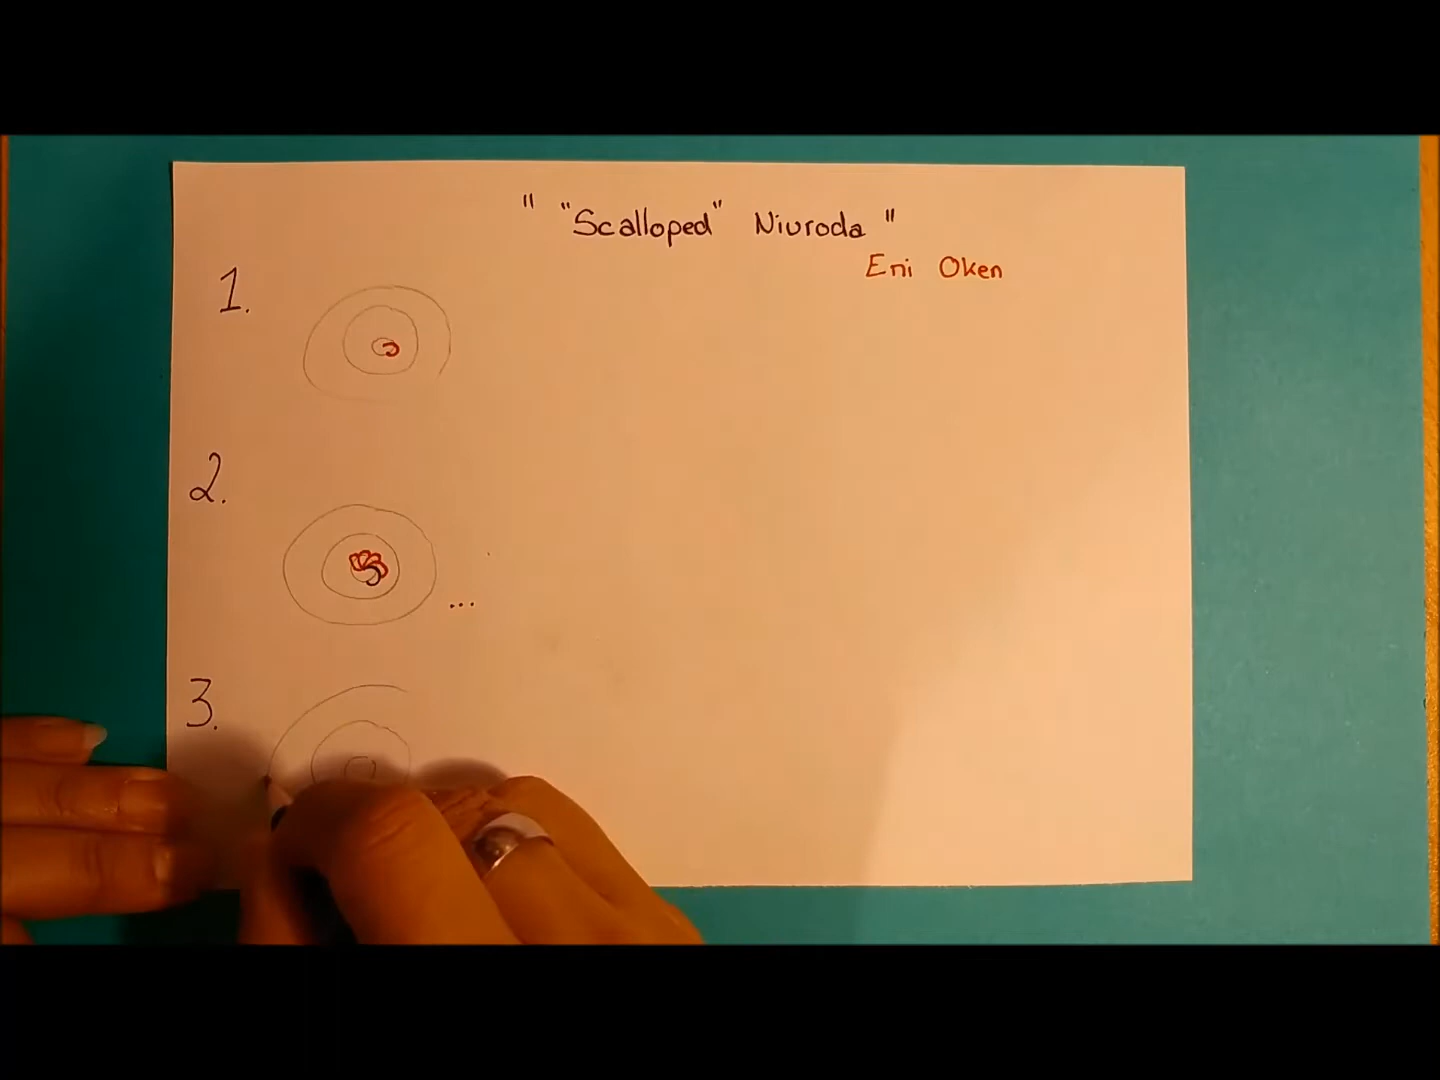 " "Scalloped" Niuroda "
Eni Oken
1.
2.
...
3.